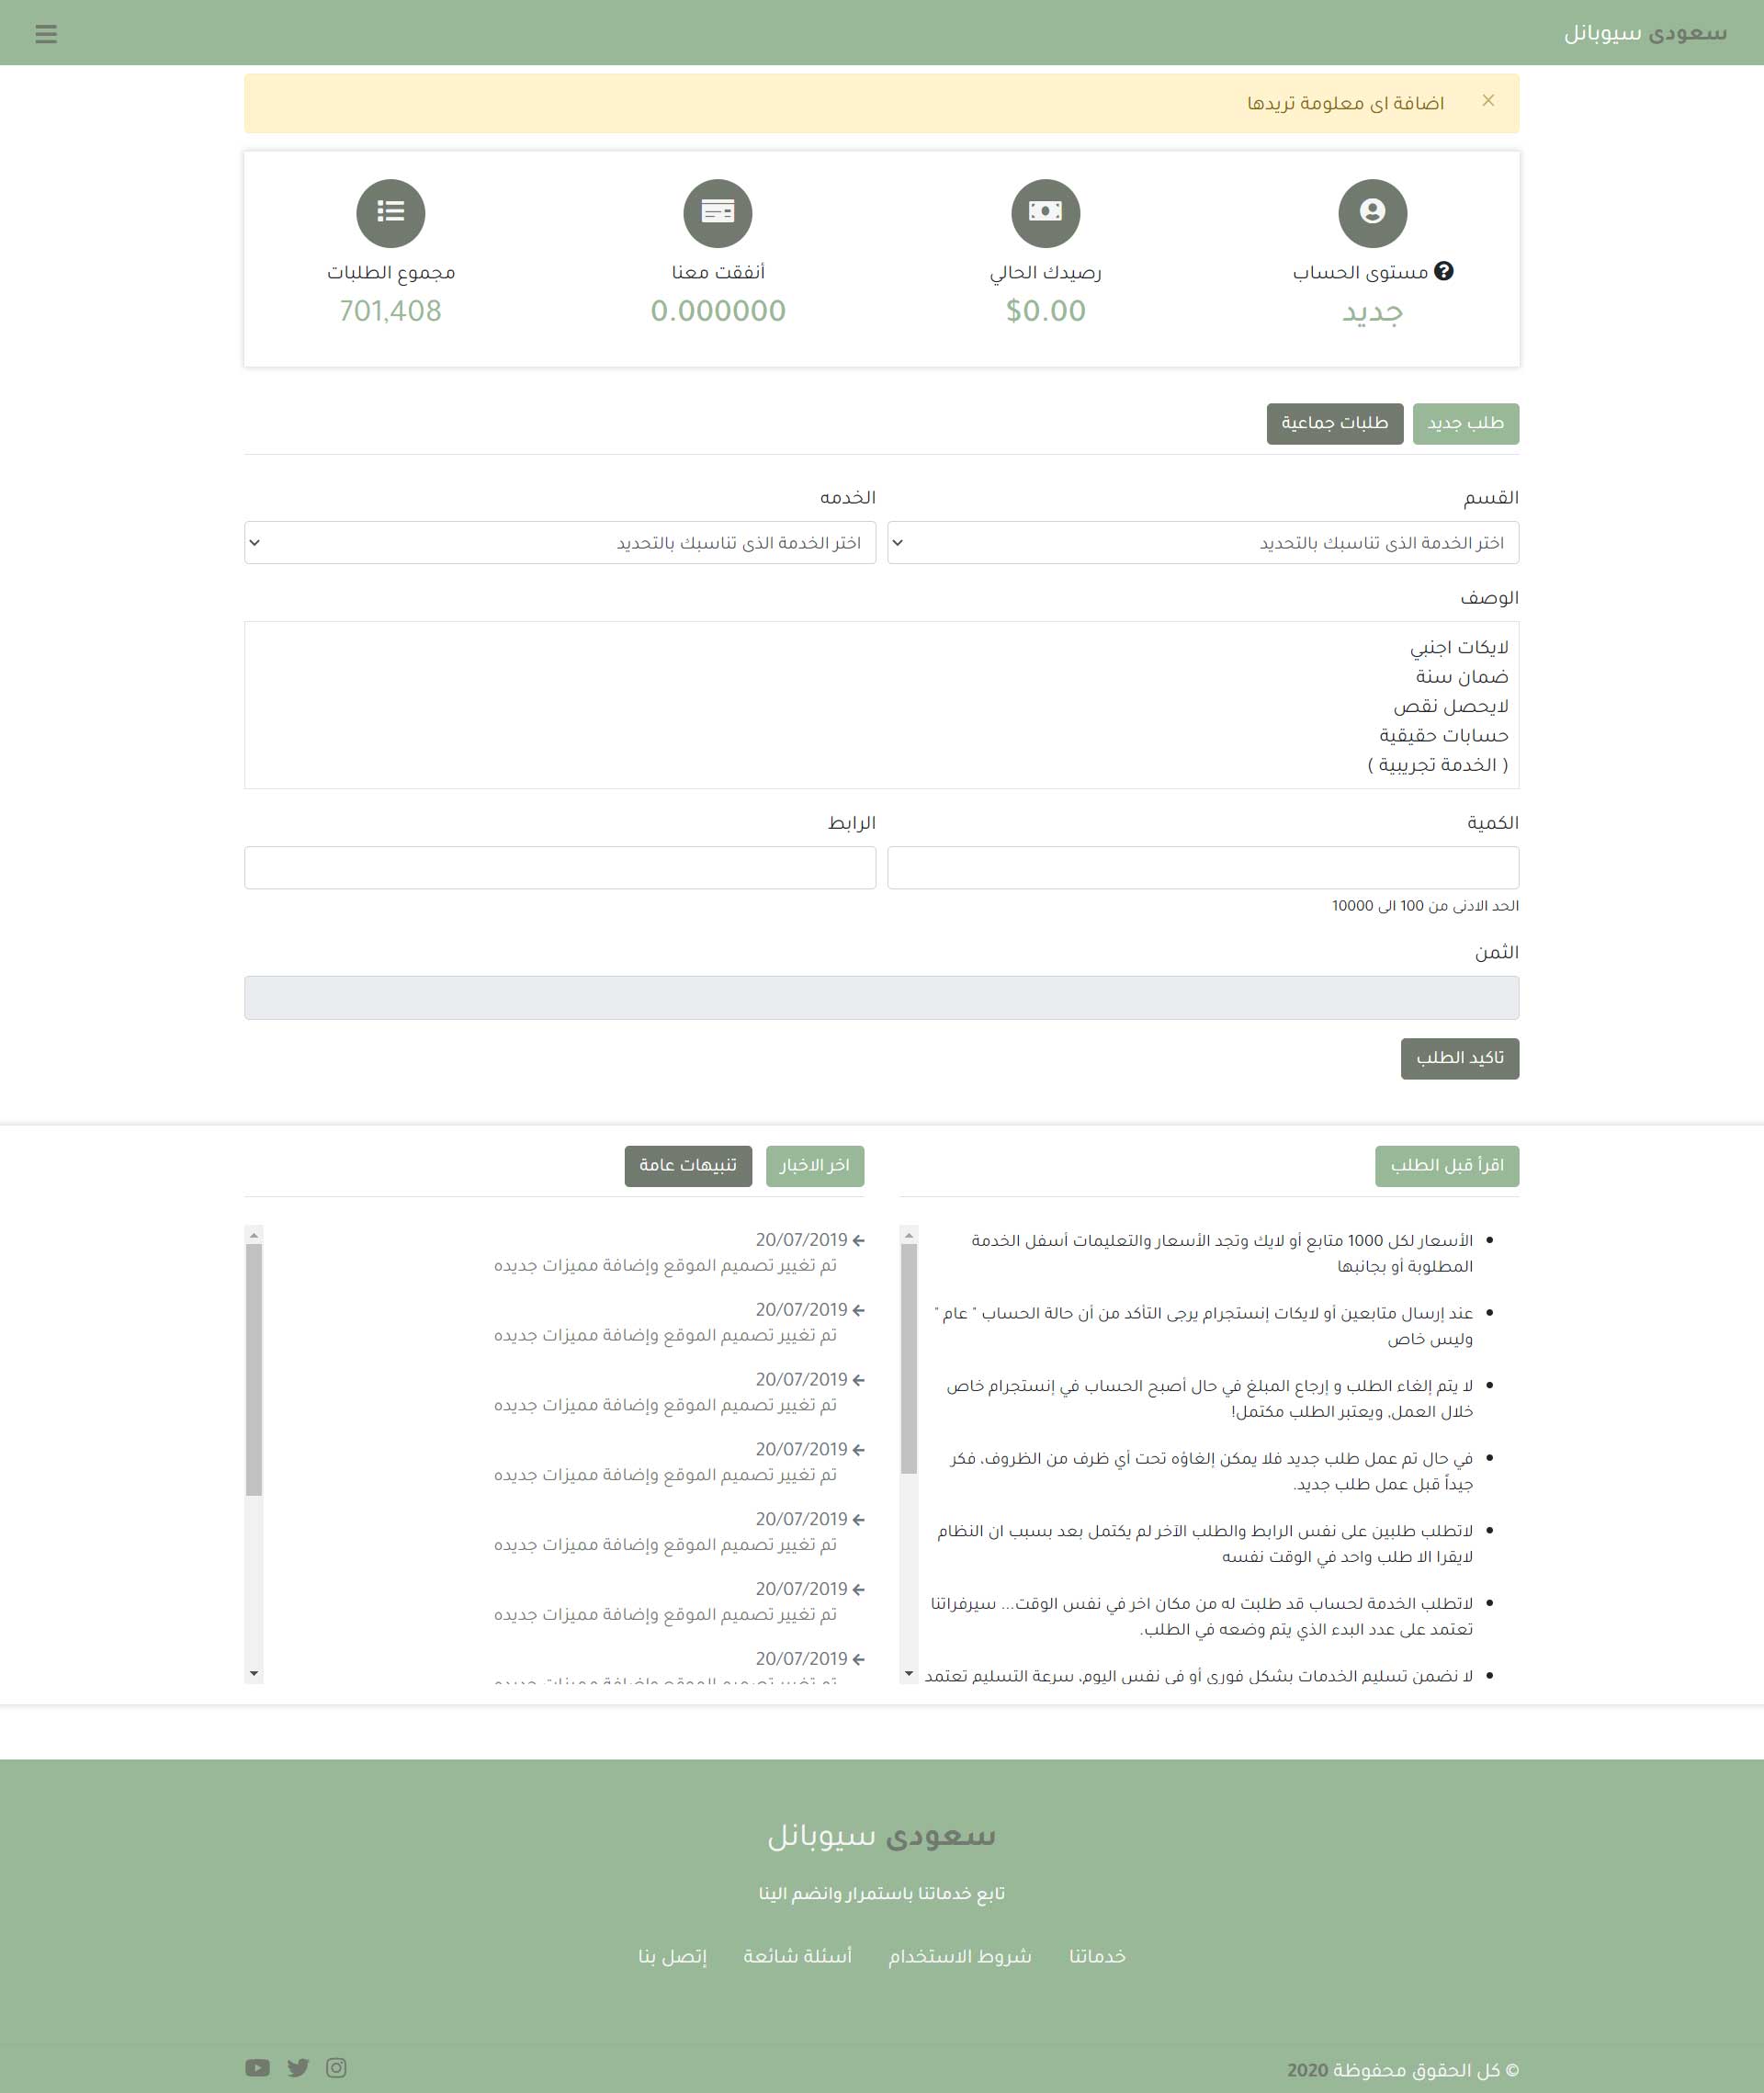 سعودى سيوبانل
اضافة اى معلومة تريدها
مستوى الحساب
جديد
رصيدك الحالي
$0.00
أنفقت معنا
0.000000
مجموع الطلبات
701,408
طلب جديد
طلبات جماعية
القسم
اختر الخدمة الذى تناسبك بالتحديد
الخدمه
اختر الخدمة الذى تناسبك بالتحديد
الوصف
لايكات اجنبي
ضمان سنة
لايحصل نقص
حسابات حقيقية
( الخدمة تجريبية )
الكمية
الرابط
الحد الادنى من 100 الى 10000
الثمن
تاكيد الطلب
اقرأ قبل الطلب
الأسعار لكل 1000 متابع أو لايك وتجد الأسعار والتعليمات أسفل الخدمة
المطلوبة أو بجانبها
عند إرسال متابعين أو لايكات إنستجرام يرجى التأكد من أن حالة الحساب " عام "
وليس خاص
لا يتم إلغاء الطلب و إرجاع المبلغ في حال أصبح الحساب في إنستجرام خاص
خلال العمل, ويعتبر الطلب مكتمل!
في حال تم عمل طلب جديد فلا يمكن إلغاؤه تحت أي ظرف من الظروف، فكر
جيداً قبل عمل طلب جديد.
لاتطلب طلبين على نفس الرابط والطلب الآخر لم يكتمل بعد بسبب ان النظام
لايقرا الا طلب واحد في الوقت نفسه
لاتطلب الخدمة لحساب قد طلبت له من مكان اخر في نفس الوقت... سيرفراتنا
تعتمد على عدد البدء الذي يتم وضعه في الطلب.
لا نضمن تسليم الخدمات بشكل فوري أو في نفس اليوم، سرعة التسليم تعتمد
اخر الاخبار
تنبيهات عامة
20/07/2019
تم تغيير تصميم الموقع وإضافة مميزات جديده
20/07/2019
تم تغيير تصميم الموقع وإضافة مميزات جديده
20/07/2019
تم تغيير تصميم الموقع وإضافة مميزات جديده
20/07/2019
تم تغيير تصميم الموقع وإضافة مميزات جديده
20/07/2019
تم تغيير تصميم الموقع وإضافة مميزات جديده
20/07/2019
تم تغيير تصميم الموقع وإضافة مميزات جديده
20/07/2019
تم تغيير تصميم الموقع وإضافة مميزات جديده
سعودى سيوبانل
تابع خدماتنا باستمرار وانضم الينا
خدماتنا
شروط الاستخدام
أسئلة شائعة
إتصل بنا
© كل الحقوق محفوظة 2020